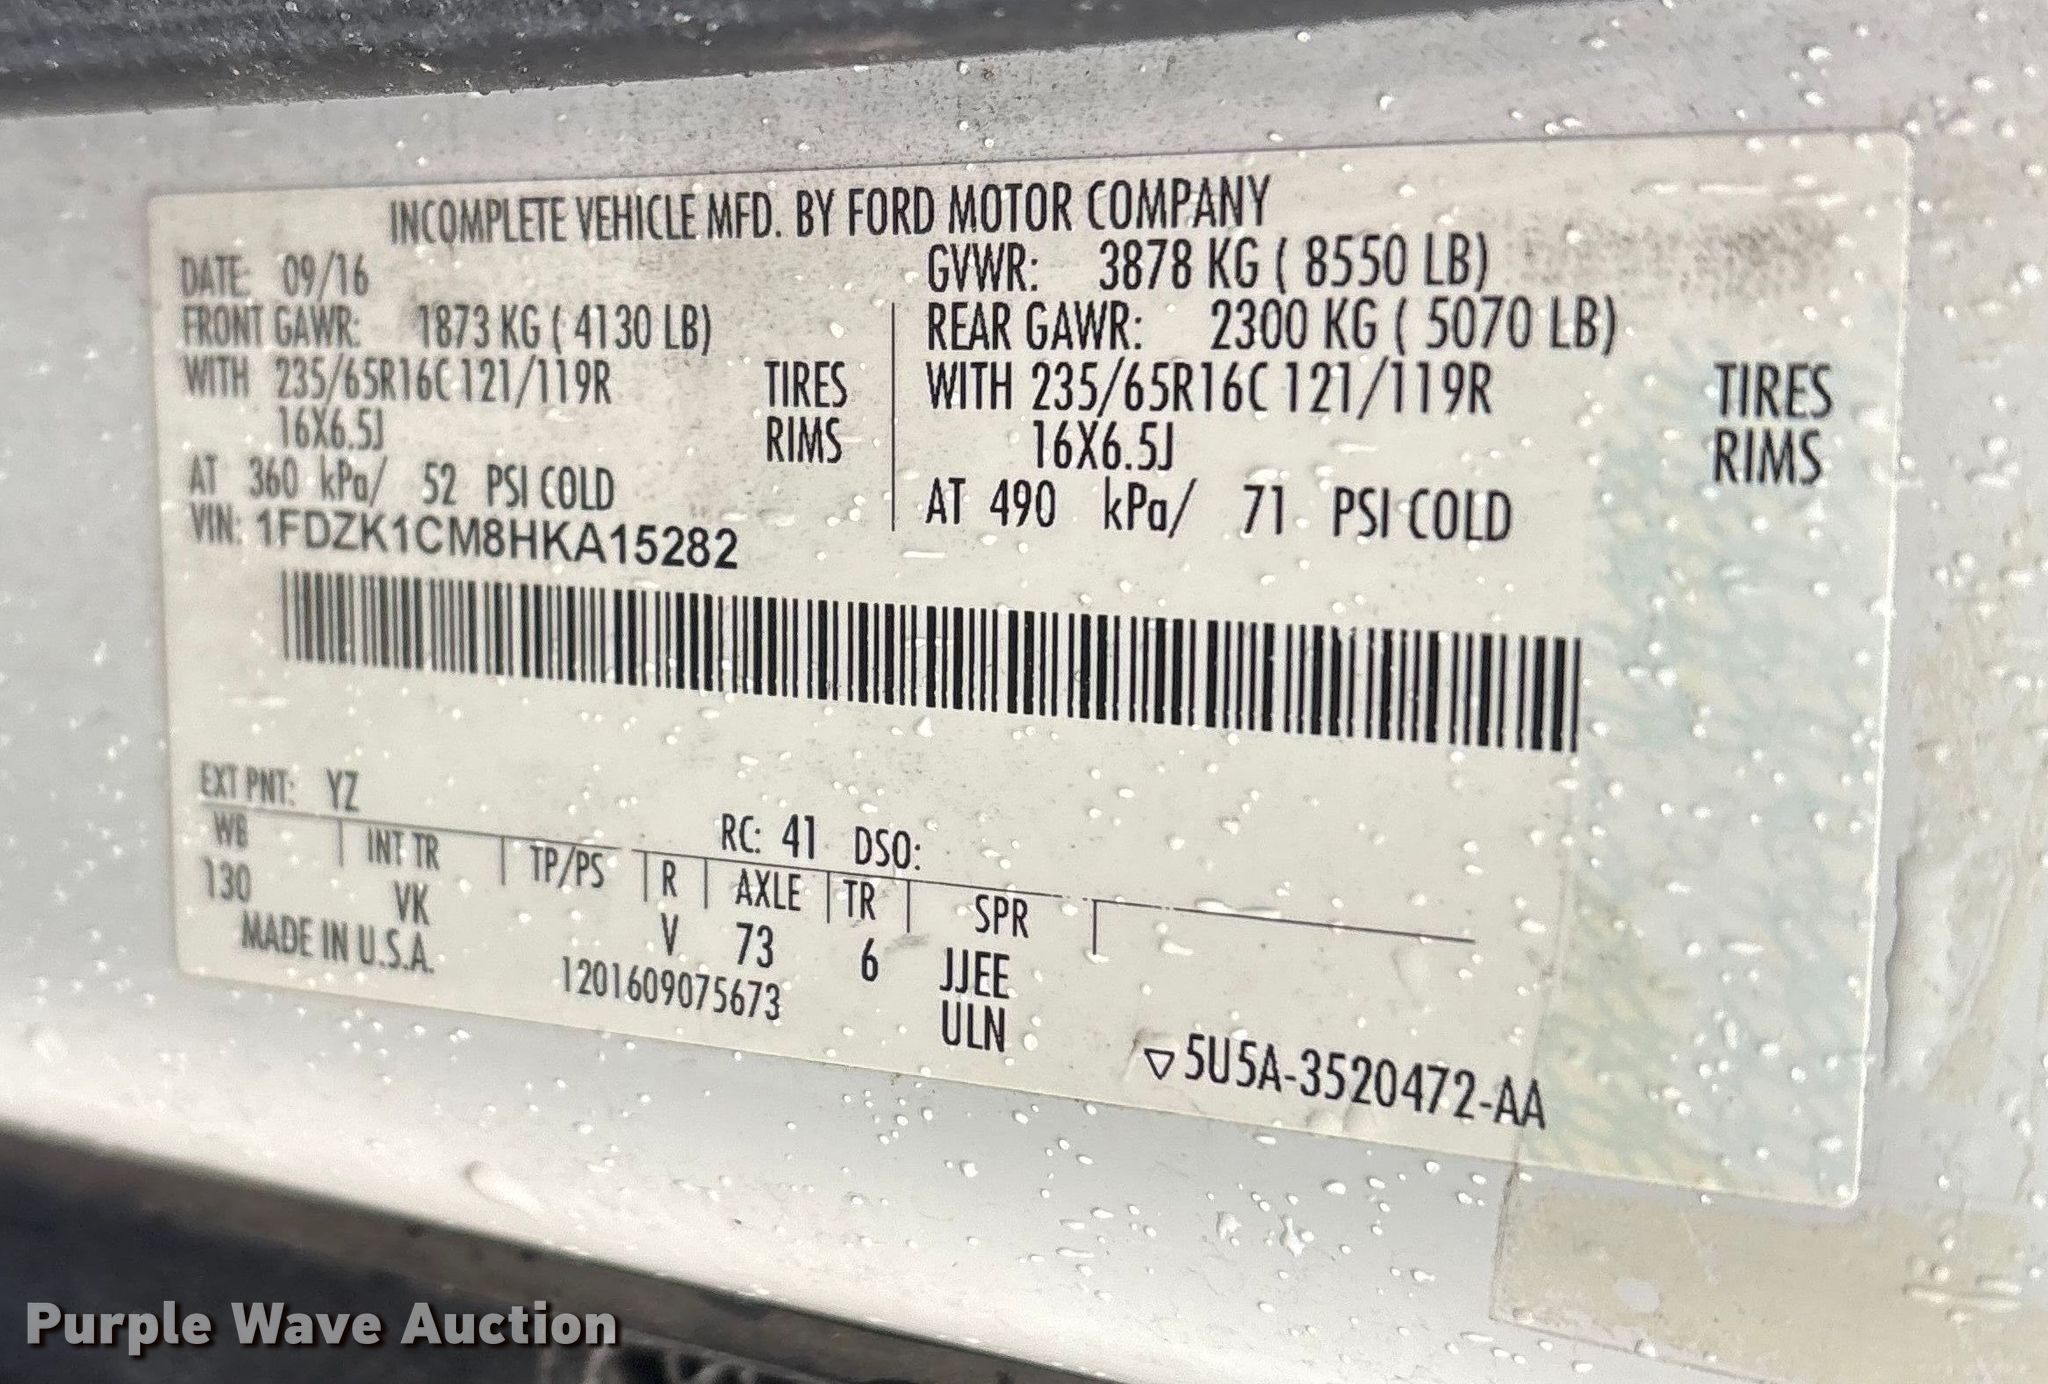 INCOMPLETE VEHICLE MFD. BY FORD MOTOR COMPANY
DATE: 09/16 GVWR: 3878 KG ( 8550 LB)
FRONT GAWR: 1873 KG ( 4130 LB) REAR GAWR: 2300 KG ( 5070 LB)
WITH 235/65R16C 121/119R TIRES WITH 235/65R16C 121/119R TIRES
16X6.5J RIMS 16X6.5J RIMS
AT 360 kPa/ 52 PSI COLD AT 490 kPa/ 71 PSI COLD
VIN: 1FDZK1CM8HKA15282
EXT PNT: YZ RC: 41 DSO:
WB INT TR TP/PS R AXLE TR SPR
130 VK V 73 6 JJEE
MADE IN U.S.A. 1201609075673 ULN
▽5U5A-3520472-AA
Purple Wave Auction